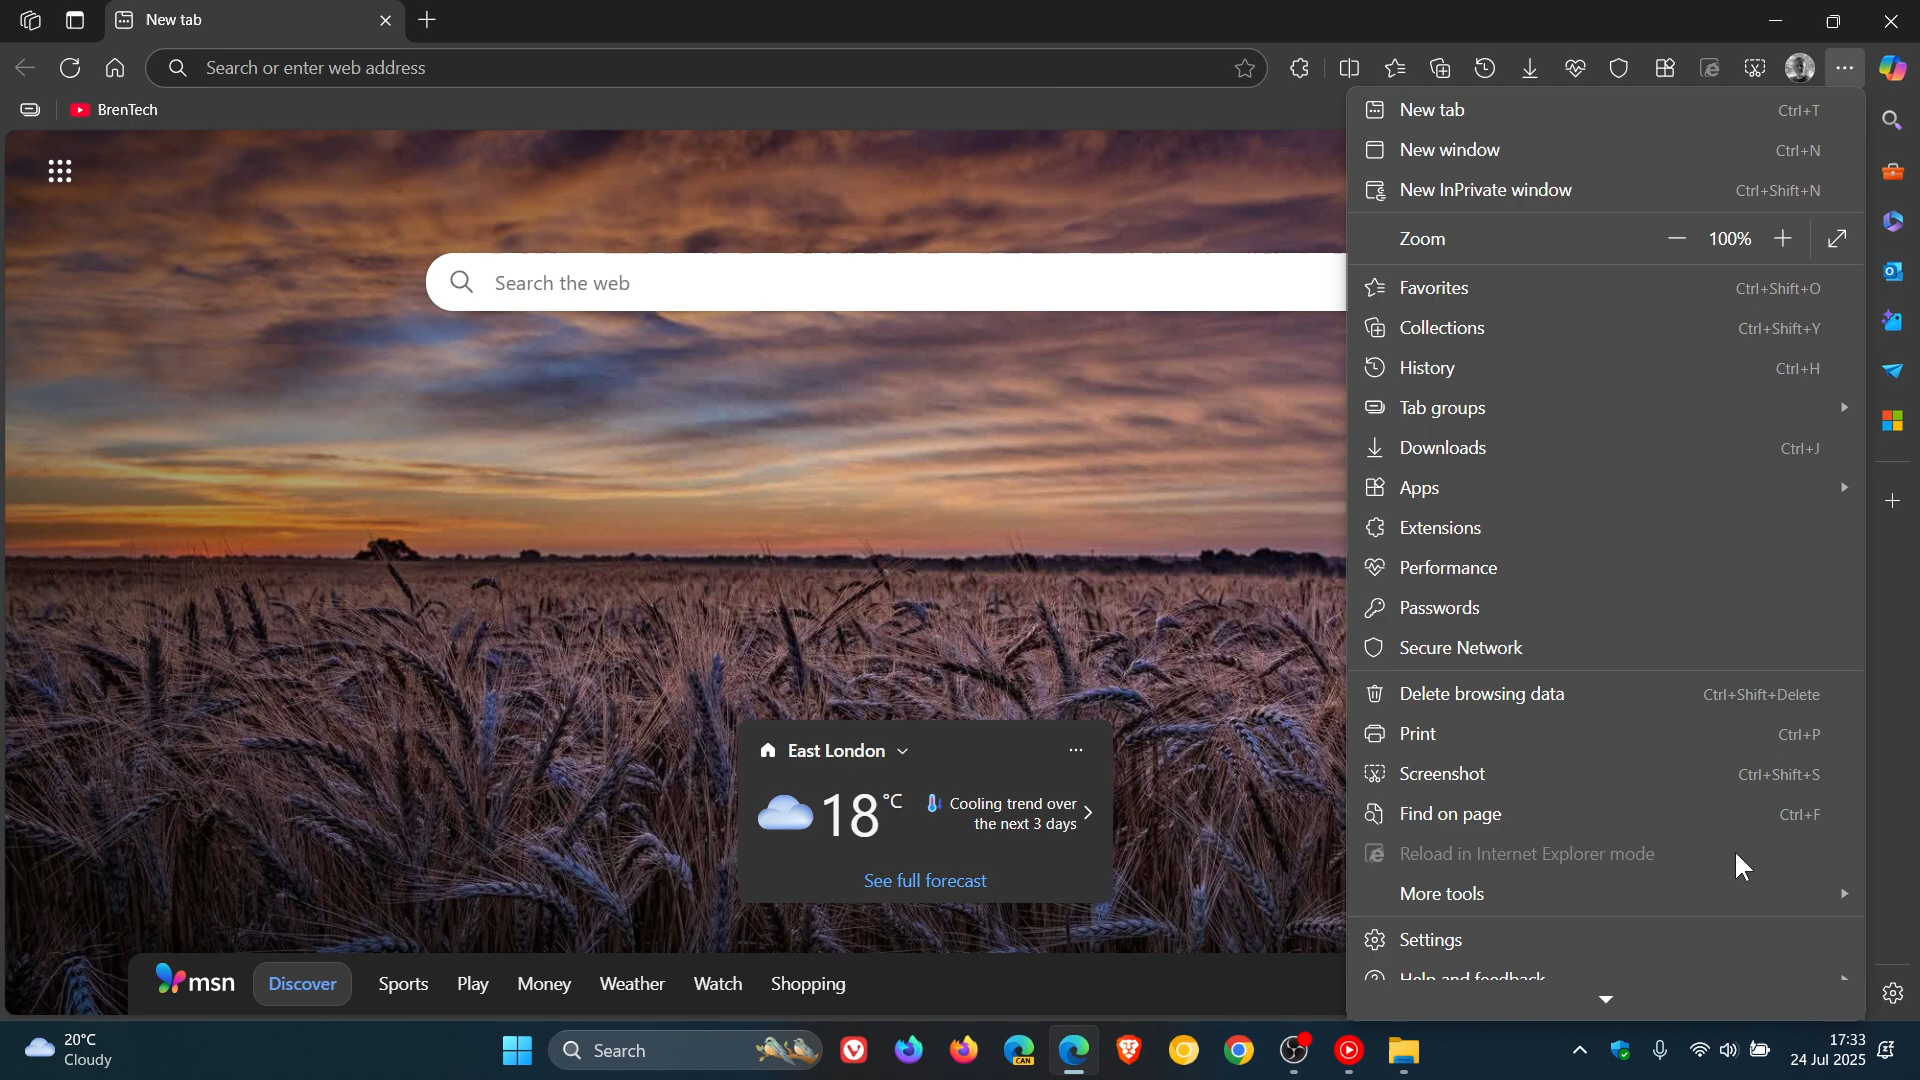 New tab
Search or enter web address
BrenTech
Search the web
East London
18 °C
Cooling trend over
the next 3 days
See full forecast
msn
Discover
Sports
Play
Money
Weather
Watch
Shopping
New tab Ctrl+T
New window Ctrl+N
New InPrivate window Ctrl+Shift+N
Zoom 100%
Favorites Ctrl+Shift+O
Collections Ctrl+Shift+Y
History Ctrl+H
Tab groups
Downloads Ctrl+J
Apps
Extensions
Performance
Passwords
Secure Network
Delete browsing data Ctrl+Shift+Delete
Print Ctrl+P
Screenshot Ctrl+Shift+S
Find on page Ctrl+F
Reload in Internet Explorer mode
More tools
Settings
Help and feedback
20°C
Cloudy
Search
CAN
17:33
24 Jul 2025